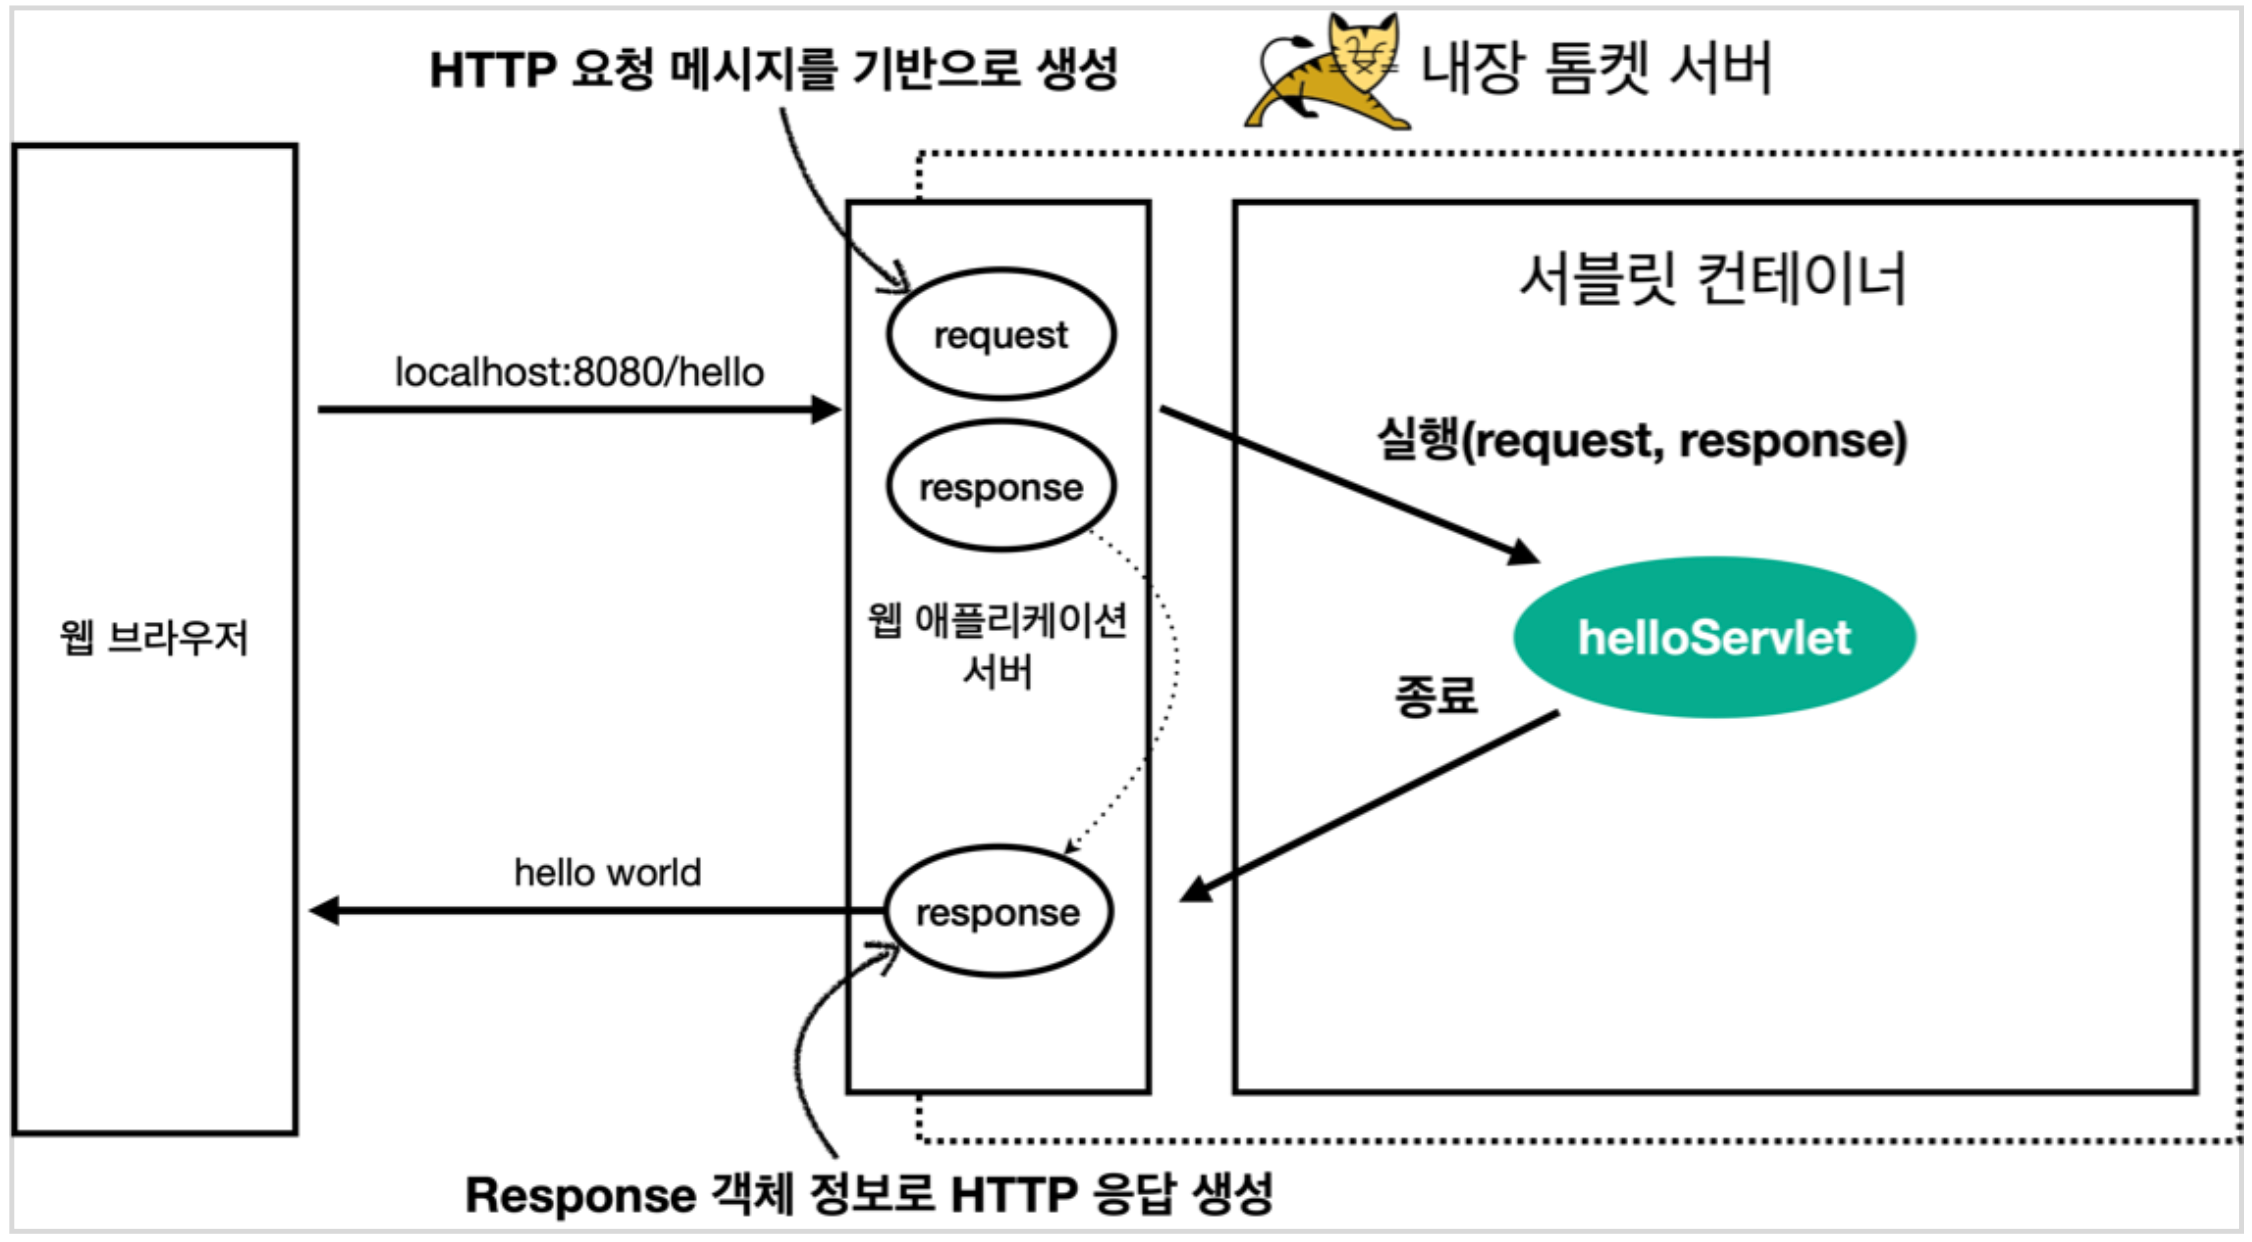 HTTP 요청 메시지를 기반으로 생성
내장 톰켓 서버
웹 브라우저
localhost:8080/hello
request
response
웹 애플리케이션
서버
서블릿 컨테이너
실행(request, response)
helloServlet
종료
hello world
response
Response 객체 정보로 HTTP 응답 생성